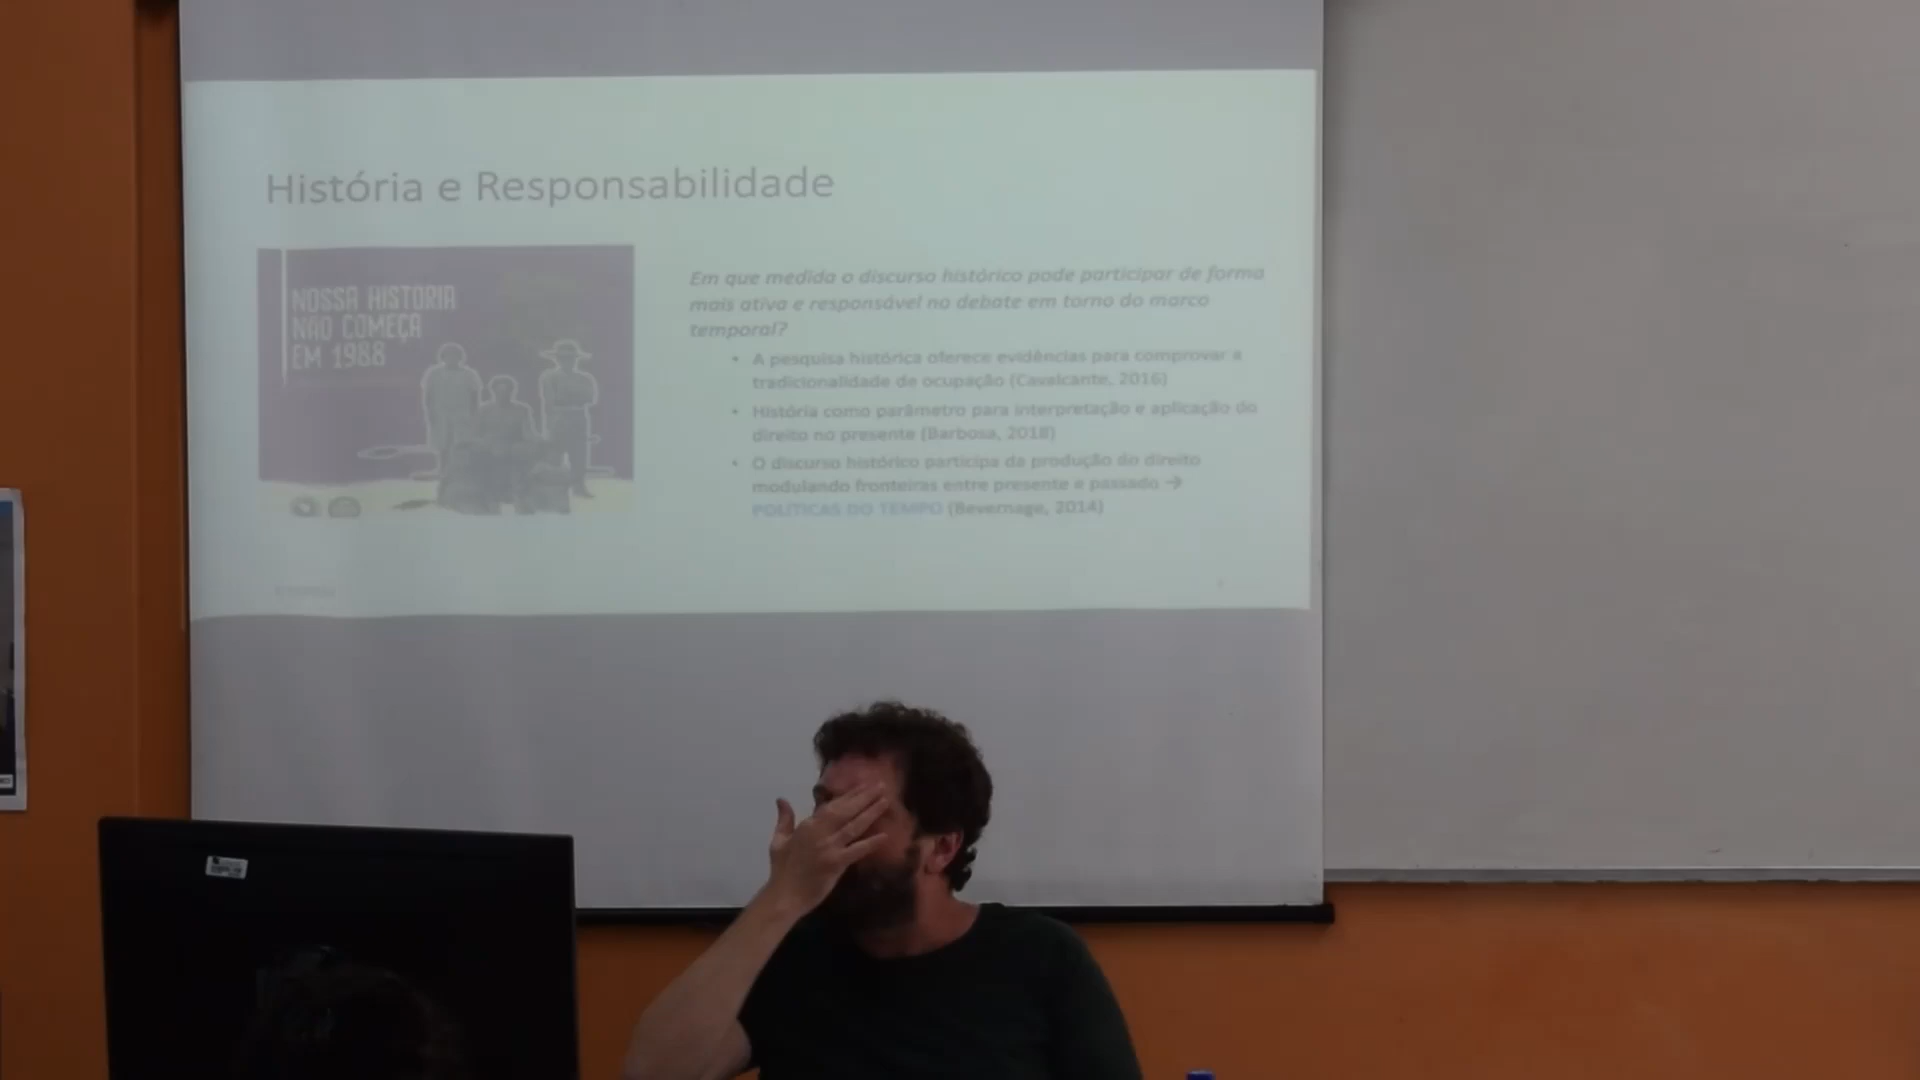 História e Responsabilidade
NOSSA HISTÓRIA
NÃO COMEÇA
EM 1988
Em que medida o discurso histórico pode participar de forma
mais ativa e responsável no debate em torno do marco
temporal?
• A pesquisa histórica oferece evidências para comprovar a
tradicionalidade de ocupação (Cavalcante, 2016)
• História como parâmetro para interpretação e aplicação do
direito no presente (Barbosa, 2018)
• O discurso histórico participa da produção do direito
modulando fronteiras entre presente e passado →
POLÍTICAS DO TEMPO (Bevernage, 2014)